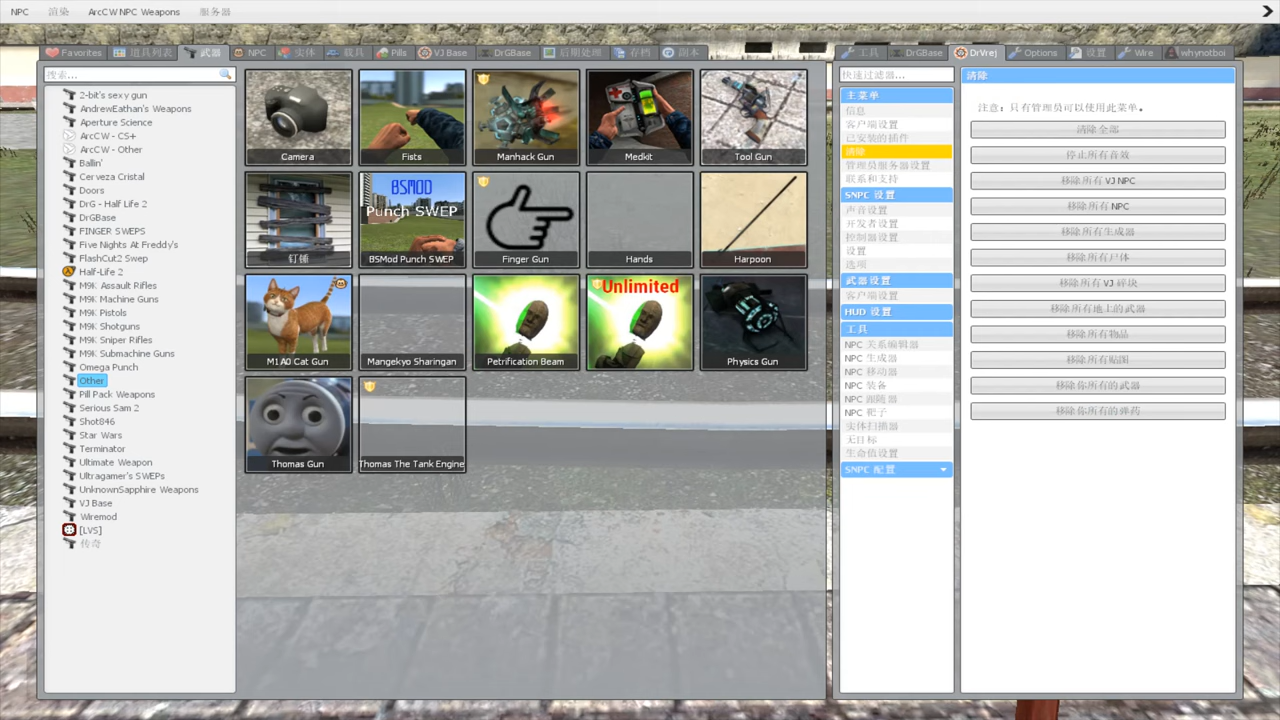 NPC 渲染 ArcCW NPC Weapons 服务器
Favorites 道具列表 武器 NPC 实体 载具 Pills VJ Base DrGBase 后期处理 存档 副本
工具 DrGBase DrVrej Options 设置 Wire whynotboi
搜索...
2-bit's sexy gun
AndrewEathan's Weapons
Aperture Science
ArcCW - CS+
ArcCW - Other
Ballin'
Cerveza Cristal
Doors
DrG - Half Life 2
DrGBase
FINGER SWEPS
Five Nights At Freddy's
FlashCut2 Swep
Half-Life 2
M9K Assault Rifles
M9K Machine Guns
M9K Pistols
M9K Shotguns
M9K Sniper Rifles
M9K Submachine Guns
Omega Punch
Other
Pill Pack Weapons
Serious Sam 2
Shot846
Star Wars
Terminator
Ultimate Weapon
Ultragamer's SWEPs
UnknownSapphire Weapons
VJ Base
Wiremod
[LVS]
传奇
Camera
Fists
Manhack Gun
Medkit
Tool Gun
钉锤
BSMOD
Punch SWEP
BSMod Punch SWEP
Finger Gun
Hands
Harpoon
M1A0 Cat Gun
Mangekyo Sharingan
Petrification Beam
Unlimited
Physics Gun
Thomas Gun
Thomas The Tank Engine
快速过滤器...
主菜单
信息
客户端设置
已安装的插件
清除
管理员服务器设置
联系和支持
SNPC 设置
声音设置
开发者设置
控制器设置
设置
选项
武器设置
客户端设置
HUD 设置
工具
NPC 关系编辑器
NPC 生成器
NPC 移动器
NPC 装备
NPC 跟随器
NPC 靶子
实体扫描器
无目标
生命值设置
SNPC 配置
清除
注意：只有管理员可以使用此菜单。
清除全部
停止所有音效
移除所有 VJ NPC
移除所有 NPC
移除所有生成器
移除所有尸体
移除所有 VJ 碎块
移除所有地上的武器
移除所有物品
移除所有贴图
移除你所有的武器
移除你所有的弹药